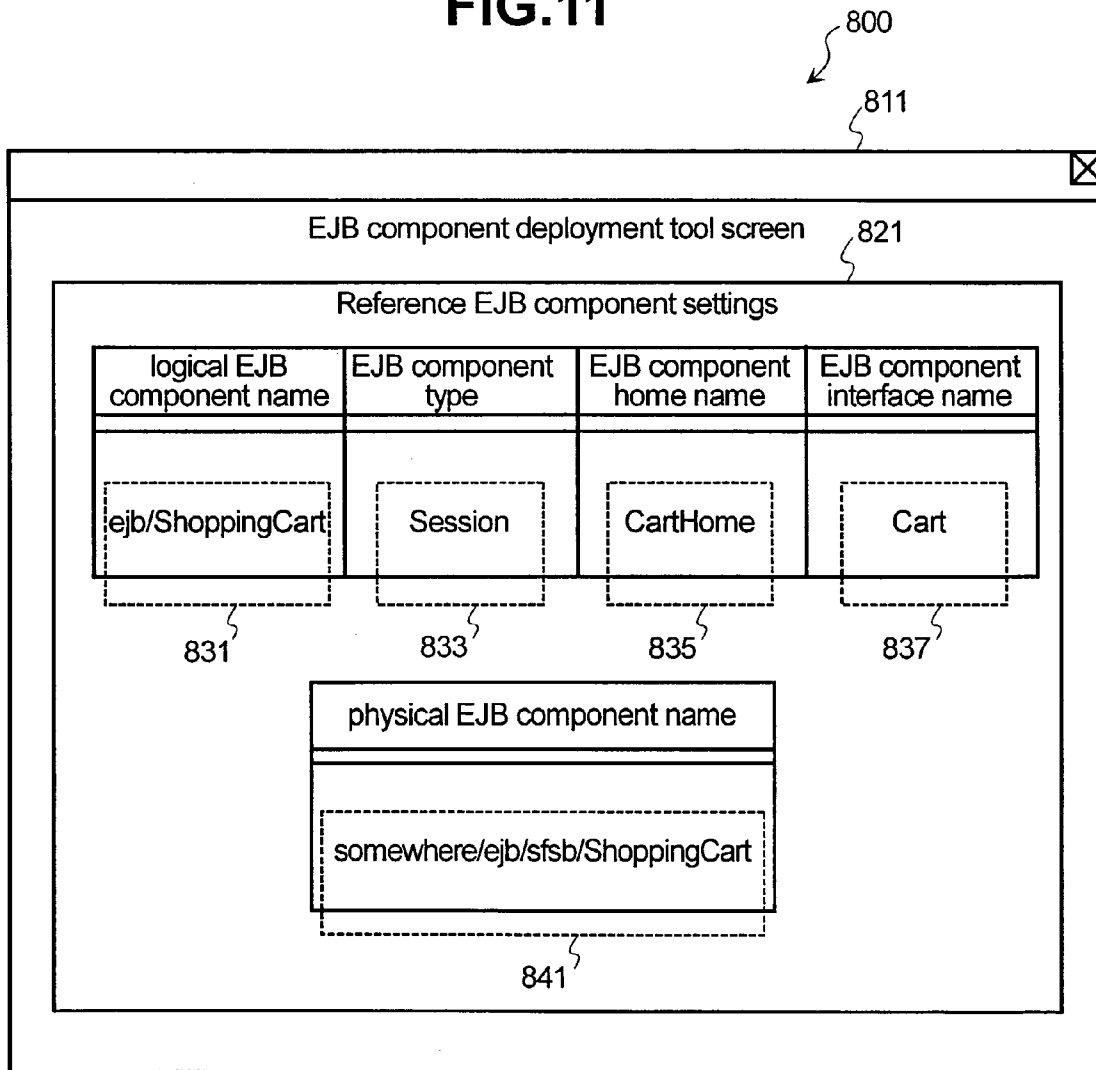 FIG.11
800
811
EJB component deployment tool screen
821
Reference EJB component settings
logical EJB
component name
EJB component
type
EJB component
home name
EJB component
interface name
ejb/ShoppingCart
Session
CartHome
Cart
831
833
835
837
physical EJB component name
somewhere/ejb/sfsb/ShoppingCart
841